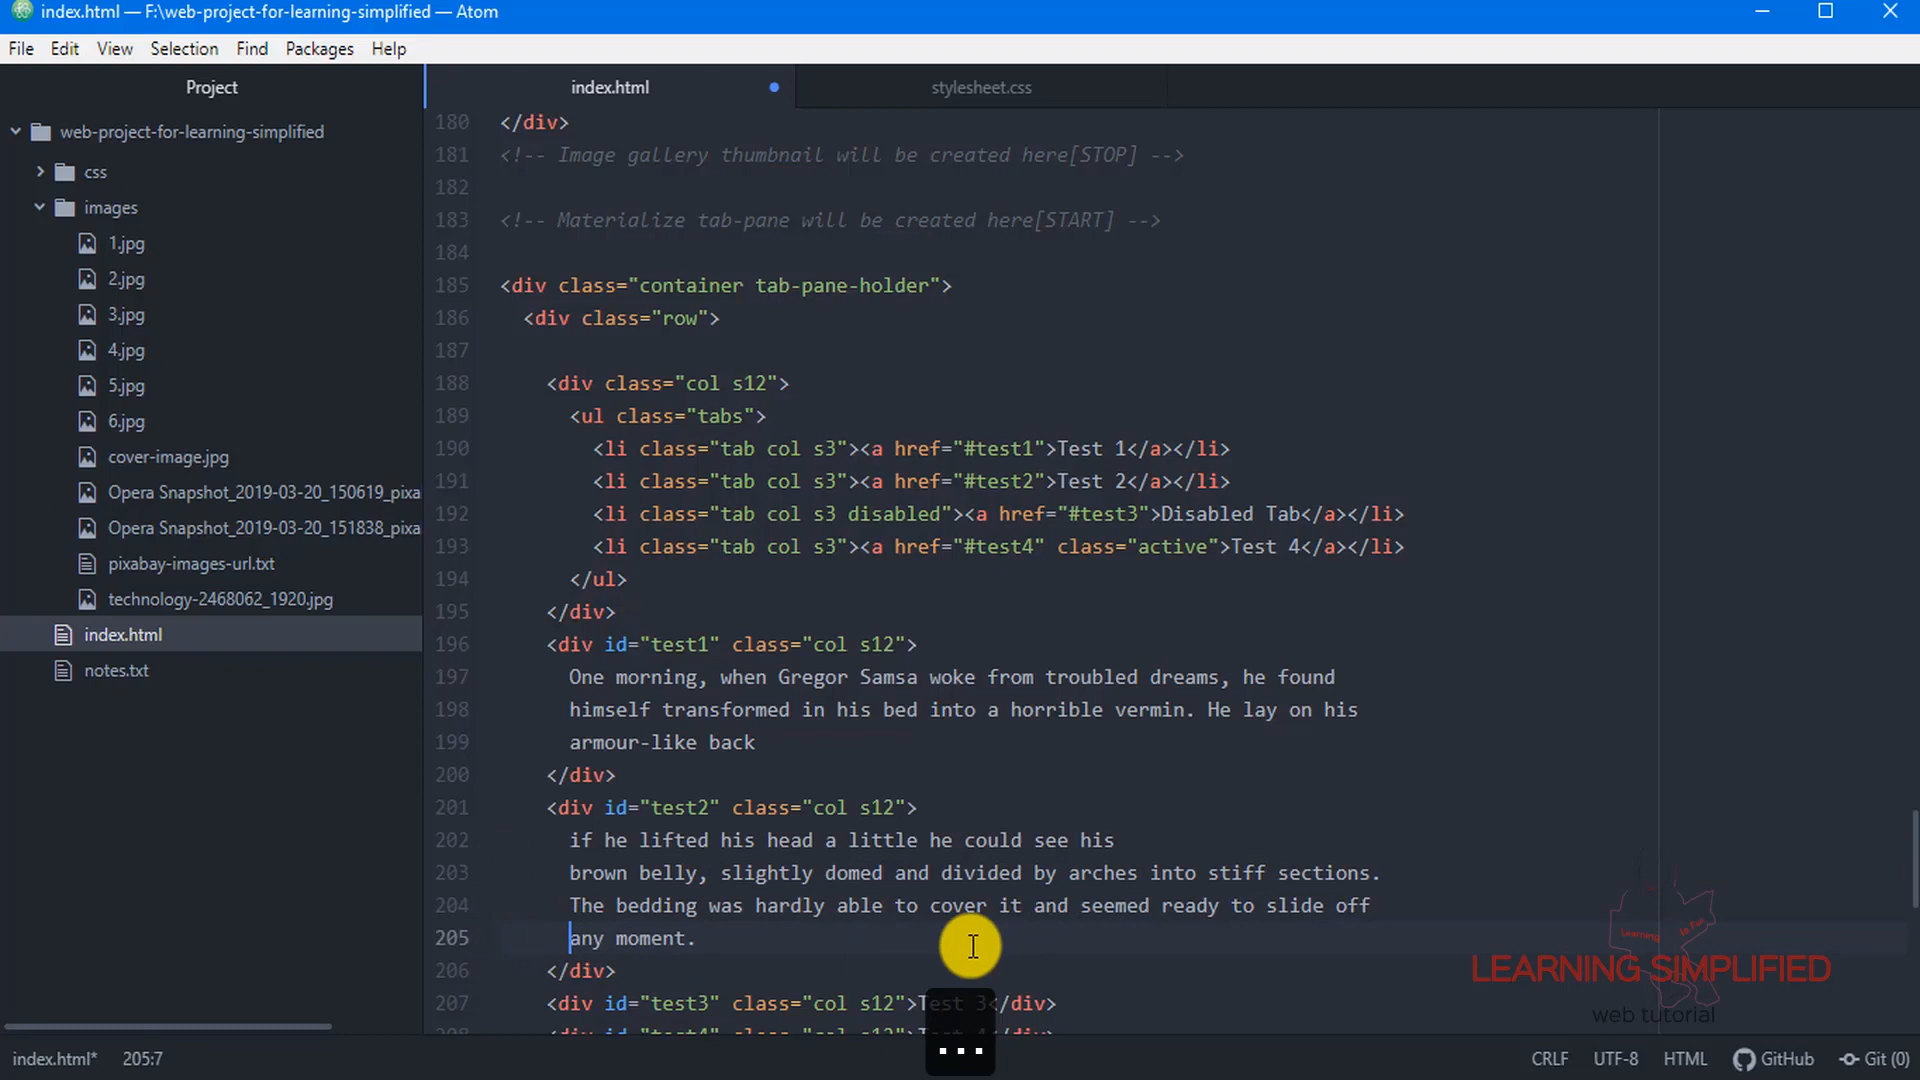 index.html — F:\web-project-for-learning-simplified — Atom
File Edit View Selection Find Packages Help
Project
index.html
stylesheet.css
web-project-for-learning-simplified
css
images
1.jpg
2.jpg
3.jpg
4.jpg
5.jpg
6.jpg
cover-image.jpg
Opera Snapshot_2019-03-20_150619_pixa
Opera Snapshot_2019-03-20_151838_pixa
pixabay-images-url.txt
technology-2468062_1920.jpg
index.html
notes.txt
180 </div>
181 <!-- Image gallery thumbnail will be created here[STOP] -->
182
183 <!-- Materialize tab-pane will be created here[START] -->
184
185 <div class="container tab-pane-holder">
186 <div class="row">
187
188 <div class="col s12">
189 <ul class="tabs">
190 <li class="tab col s3"><a href="#test1">Test 1</a></li>
191 <li class="tab col s3"><a href="#test2">Test 2</a></li>
192 <li class="tab col s3 disabled"><a href="#test3">Disabled Tab</a></li>
193 <li class="tab col s3"><a href="#test4" class="active">Test 4</a></li>
194 </ul>
195 </div>
196 <div id="test1" class="col s12">
197 One morning, when Gregor Samsa woke from troubled dreams, he found
198 himself transformed in his bed into a horrible vermin. He lay on his
199 armour-like back
200 </div>
201 <div id="test2" class="col s12">
202 if he lifted his head a little he could see his
203 brown belly, slightly domed and divided by arches into stiff sections.
204 The bedding was hardly able to cover it and seemed ready to slide off
205 any moment.
206 </div>
207 <div id="test3" class="col s12">Test 3</div>
208 <div id="test4" class="col s12">Test 4</div>
Learning is Fun
LEARNING SIMPLIFIED
web tutorial
...
index.html* 205:7
CRLF UTF-8 HTML GitHub Git (0)